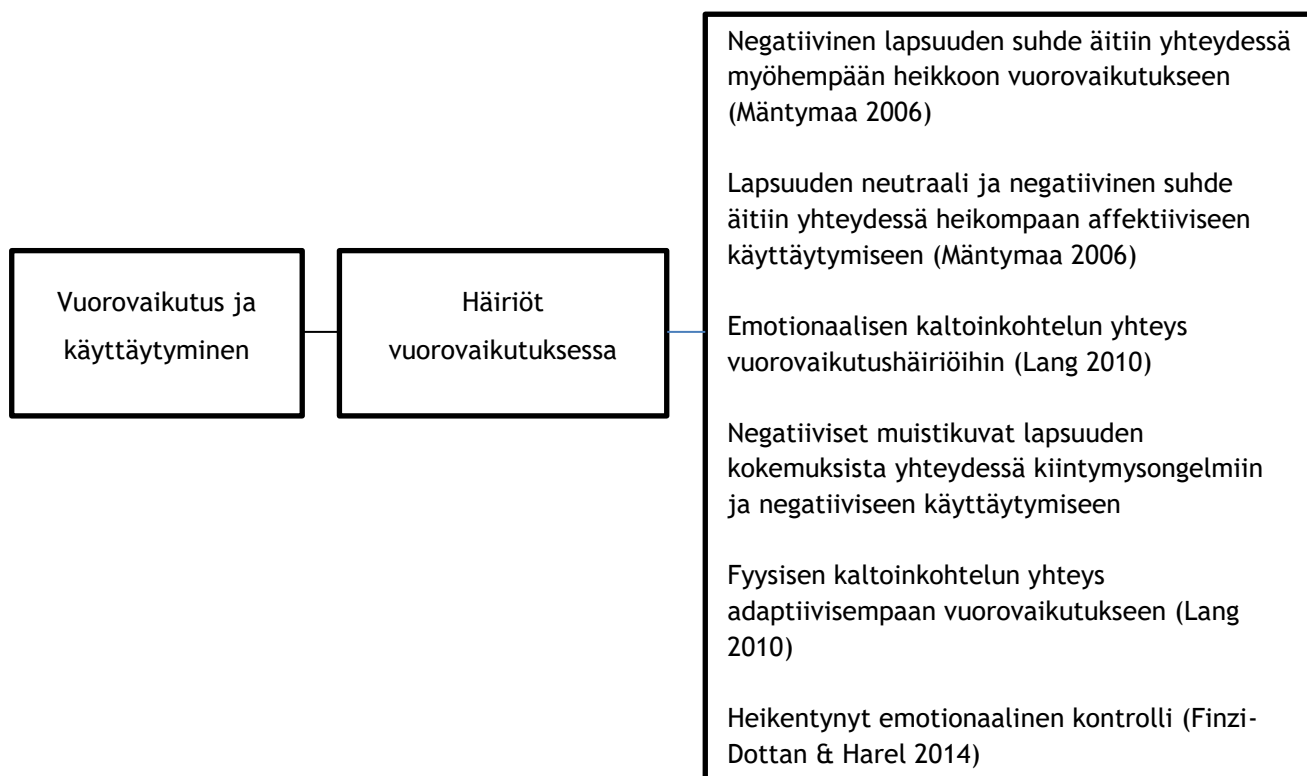 Vuorovaikutus ja
käyttäytyminen
Häiriöt
vuorovaikutuksessa
Negatiivinen lapsuuden suhde äitiin yhteydessä
myöhempään heikkoon vuorovaikutukseen
(Mäntymaa 2006)
Lapsuuden neutraali ja negatiivinen suhde
äitiin yhteydessä heikompaan affektiiviseen
käyttäytymiseen (Mäntymaa 2006)
Emotionaalisen kaltoinkohtelun yhteys
vuorovaikutushäiriöihin (Lang 2010)
Negatiiviset muistikuvat lapsuuden
kokemuksista yhteydessä kiintymysongelmiin
ja negatiiviseen käyttäytymiseen
Fyysisen kaltoinkohtelun yhteys
adaptiivisempaan vuorovaikutukseen (Lang
2010)
Heikentynyt emotionaalinen kontrolli (Finzi-
Dottan & Harel 2014)